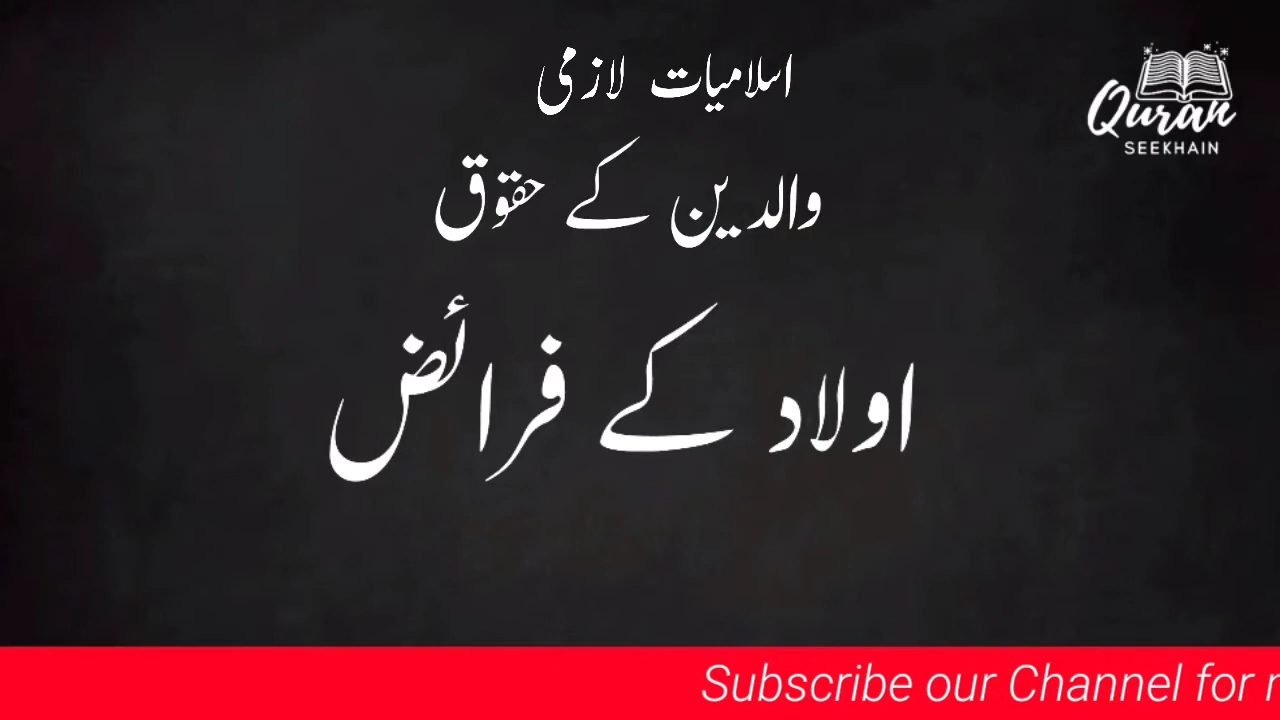 اسلامیات لازمی
والدین کے حقوق
اولاد کے فرائض
Quran
SEEKHAIN
Subscribe our Channel for